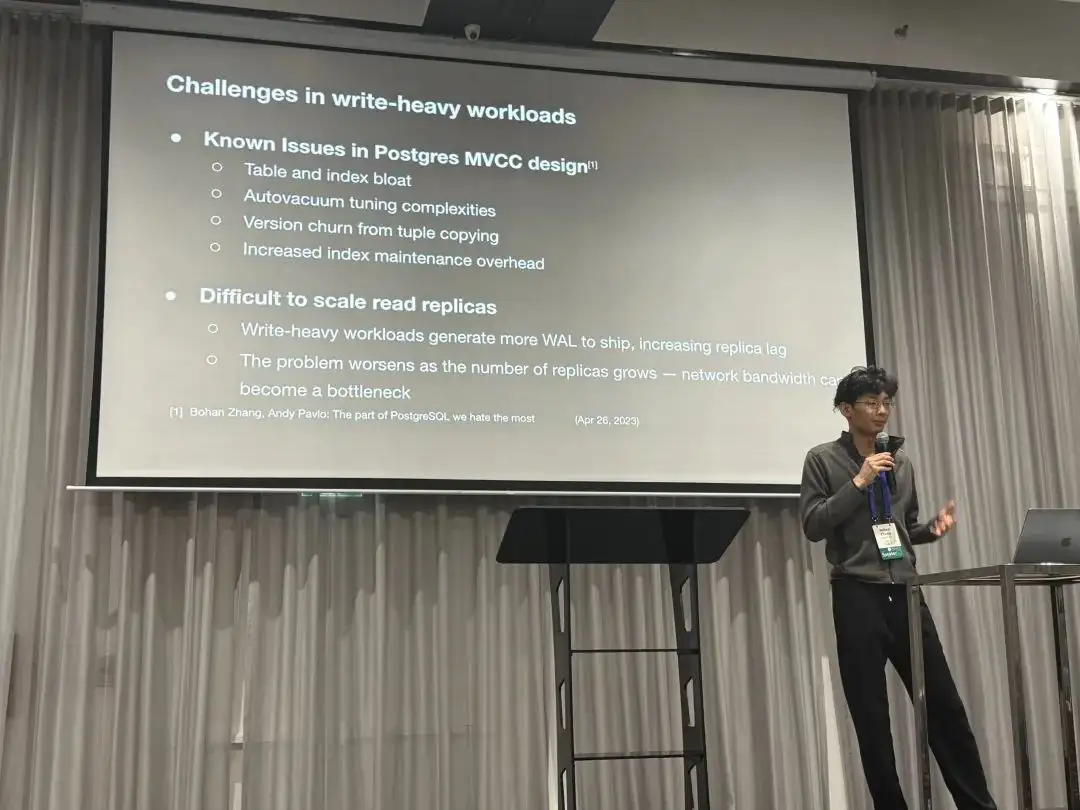 Challenges in write-heavy workloads
● Known Issues in Postgres MVCC design[1]
○ Table and index bloat
○ Autovacuum tuning complexities
○ Version churn from tuple copying
○ Increased index maintenance overhead
● Difficult to scale read replicas
○ Write-heavy workloads generate more WAL to ship, increasing replica lag
○ The problem worsens as the number of replicas grows — network bandwidth
become a bottleneck
[1] Bohan Zhang, Andy Pavlo: The part of PostgreSQL we hate the most (Apr 26, 2023)